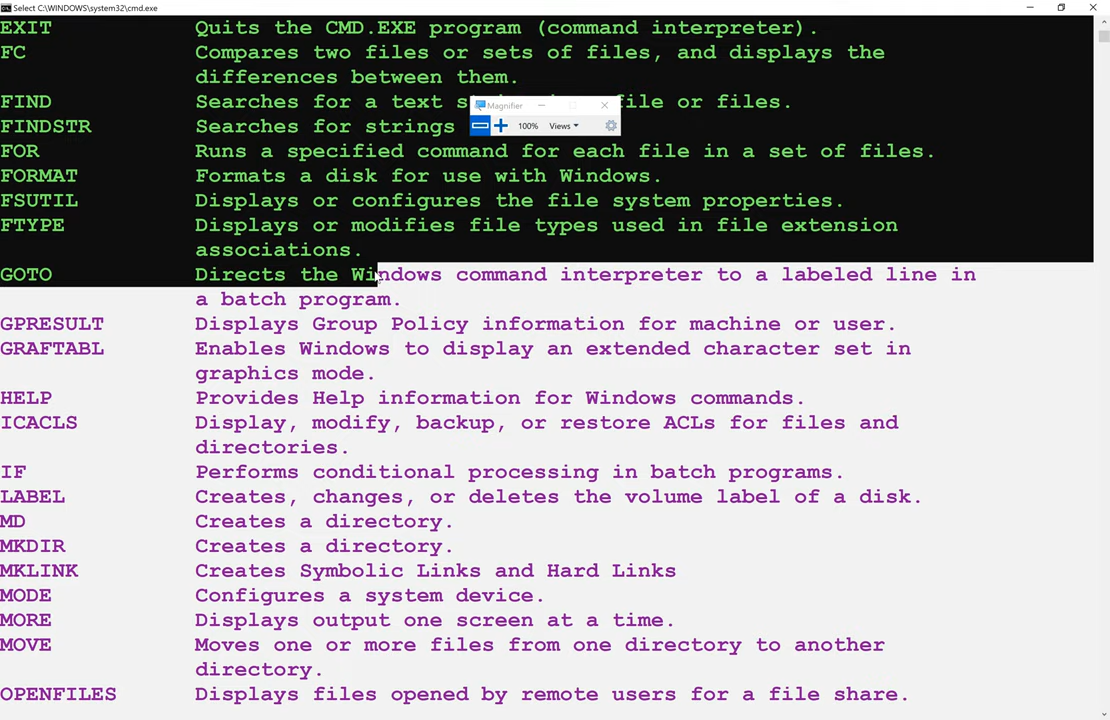 Select C:\WINDOWS\system32\cmd.exe
EXIT Quits the CMD.EXE program (command interpreter).
FC Compares two files or sets of files, and displays the
differences between them.
FIND Searches for a text file or files.
Magnifier
FINDSTR Searches for strings
100% Views
FOR Runs a specified command for each file in a set of files.
FORMAT Formats a disk for use with Windows.
FSUTIL Displays or configures the file system properties.
FTYPE Displays or modifies file types used in file extension
associations.
GOTO Directs the Windows command interpreter to a labeled line in
a batch program.
GPRESULT Displays Group Policy information for machine or user.
GRAFTABL Enables Windows to display an extended character set in
graphics mode.
HELP Provides Help information for Windows commands.
ICACLS Display, modify, backup, or restore ACLs for files and
directories.
IF Performs conditional processing in batch programs.
LABEL Creates, changes, or deletes the volume label of a disk.
MD Creates a directory.
MKDIR Creates a directory.
MKLINK Creates Symbolic Links and Hard Links
MODE Configures a system device.
MORE Displays output one screen at a time.
MOVE Moves one or more files from one directory to another
directory.
OPENFILES Displays files opened by remote users for a file share.